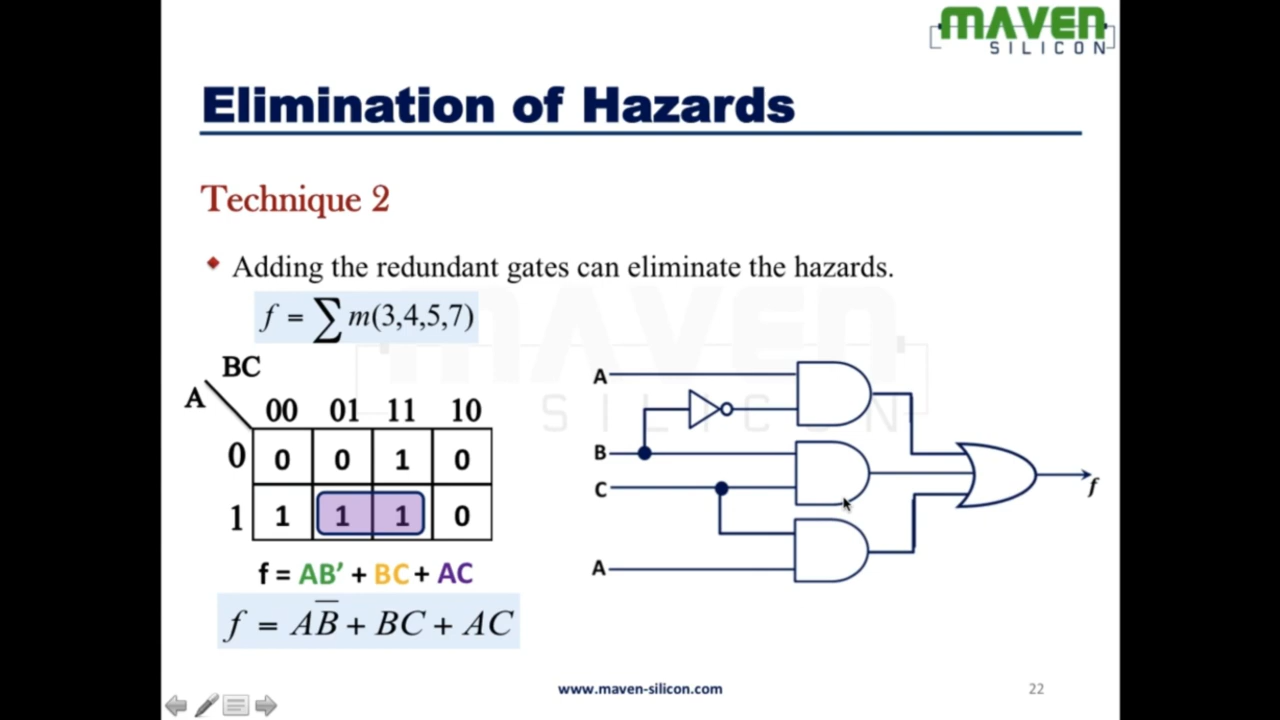 MAVEN
SILICON
Elimination of Hazards
Technique 2
Adding the redundant gates can eliminate the hazards.
f = ∑ m(3,4,5,7)
BC
A
00 01 11 10
0 0 0 1 0
1 1 1 1 0
f = AB’ + BC + AC
f = AB̅ + BC + AC
A
B
C
A
f
MAVEN
SILICON
www.maven-silicon.com
22